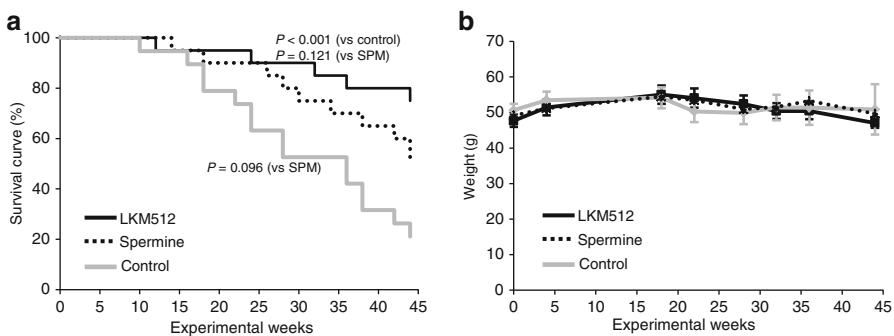 a
Survival curve (%)
100
80
60
40
20
0
P < 0.001 (vs control)
P = 0.121 (vs SPM)
P = 0.096 (vs SPM)
LKM512
Spermine
Control
0 5 10 15 20 25 30 35 40 45
Experimental weeks
b
Weight (g)
70
60
50
40
30
20
10
0
LKM512
Spermine
Control
0 5 10 15 20 25 30 35 40 45
Experimental weeks